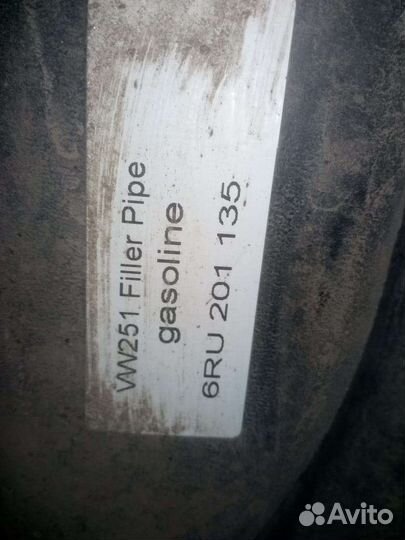 VW251 Filler Pipe
gasoline
6RU 201 135
Avito